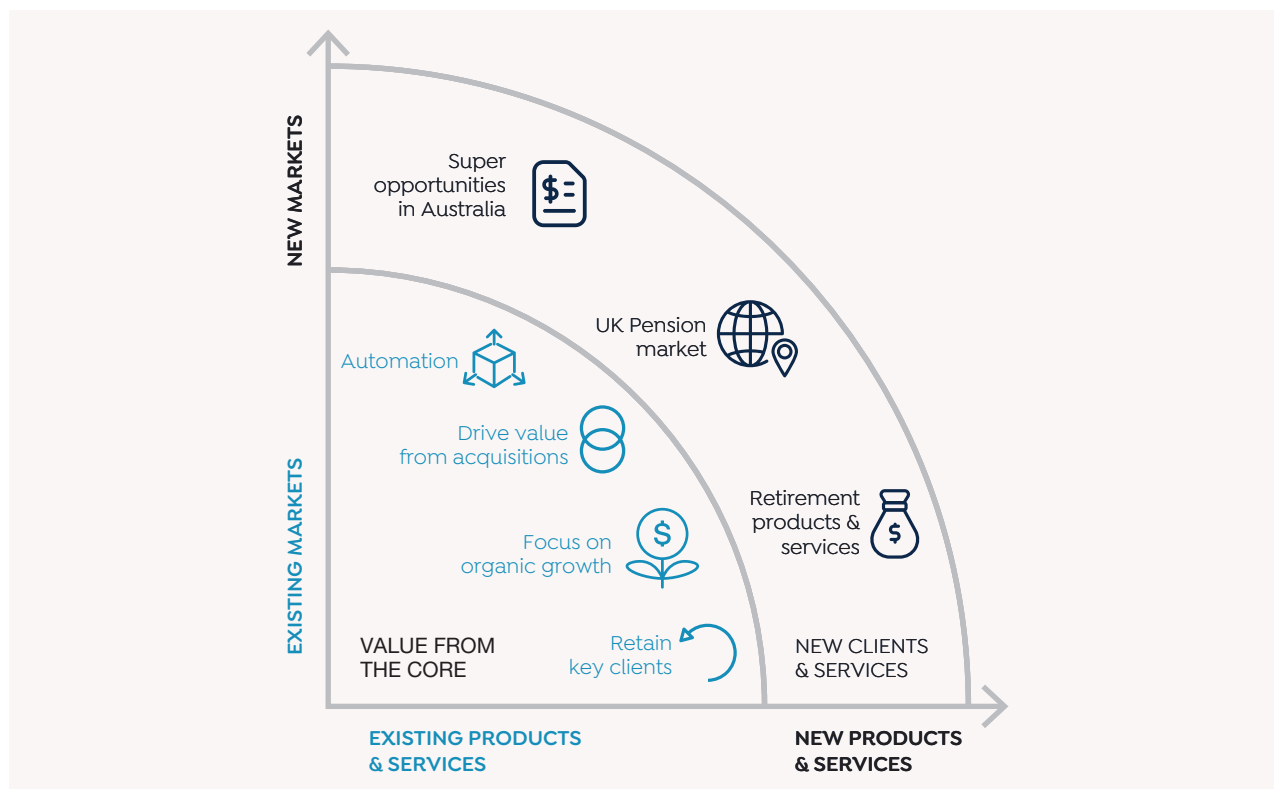 NEW MARKETS
Super
opportunities
in Australia
$
UK Pension
market
Automation
Drive value
from acquisitions
EXISTING MARKETS
Retirement
products &
services
$
Focus on
organic growth
$
VALUE FROM
THE CORE
Retain
key clients
NEW CLIENTS
& SERVICES
EXISTING PRODUCTS
& SERVICES
NEW PRODUCTS
& SERVICES